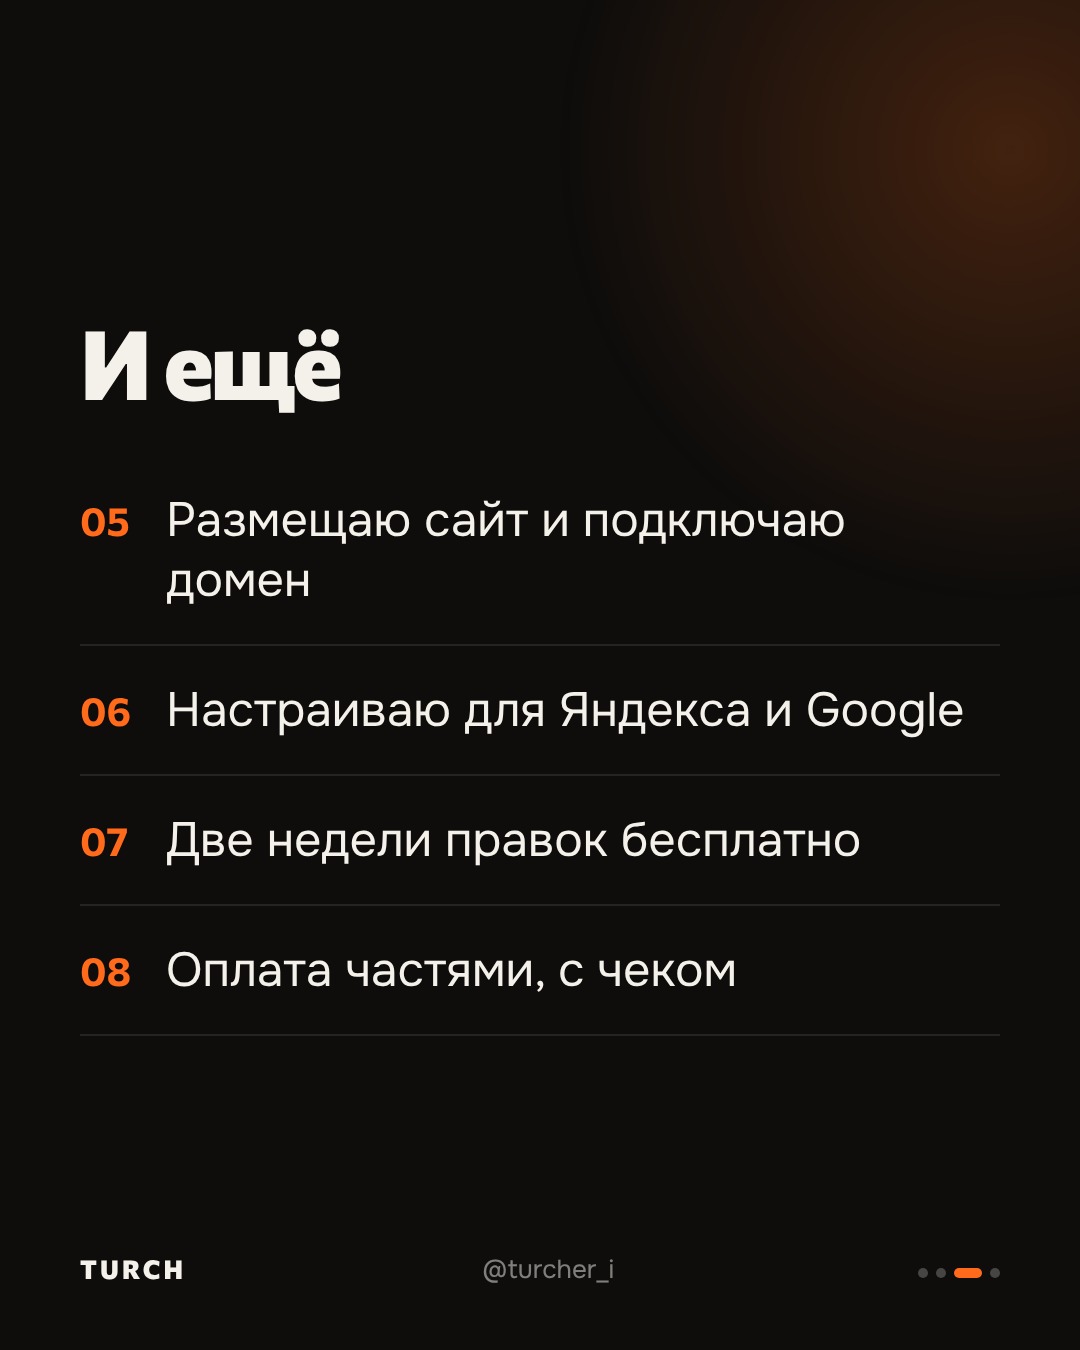 И ещё
05 Размещаю сайт и подключаю
домен
06 Настраиваю для Яндекса и Google
07 Две недели правок бесплатно
08 Оплата частями, с чеком
TURCH @turcher_i